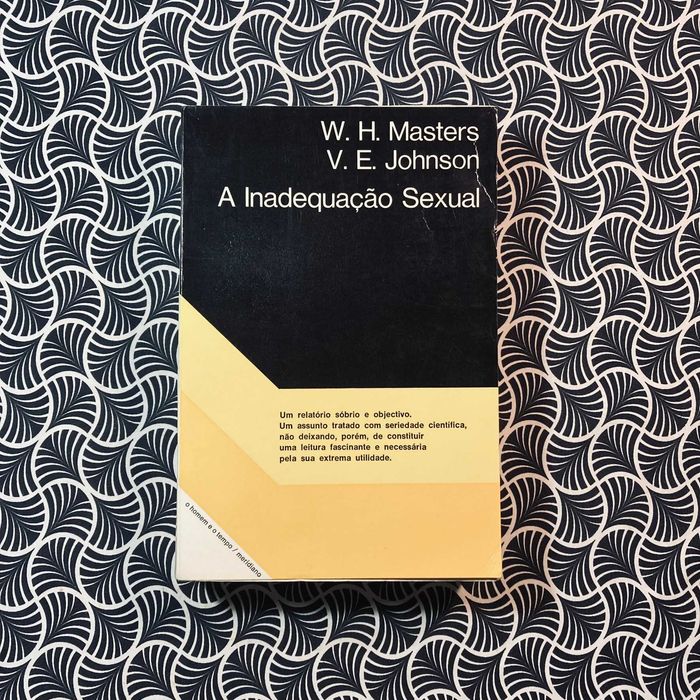 W. H. Masters
V. E. Johnson
A Inadequação Sexual
Um relatório sóbrio e objectivo.
Um assunto tratado com seriedade científica,
não deixando, porém, de constituir
uma leitura fascinante e necessária
pela sua extrema utilidade.
o homem e o tempo / meridiano